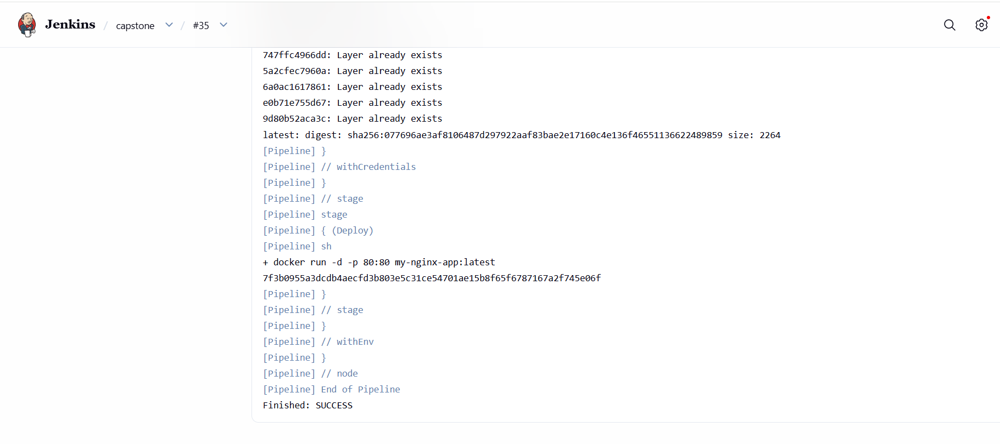 Jenkins / capstone / #35
747ffc4966dd: Layer already exists
5a2cfec7960a: Layer already exists
6a0ac1617861: Layer already exists
e0b71e755d67: Layer already exists
9d80b52aca3c: Layer already exists
latest: digest: sha256:077696ae3af8106487d297922aaf83bae2e17160c4e136f46551136622489859 size: 2264
[Pipeline] }
[Pipeline] // withCredentials
[Pipeline] }
[Pipeline] // stage
[Pipeline] stage
[Pipeline] { (Deploy)
[Pipeline] sh
+ docker run -d -p 80:80 my-nginx-app:latest
7f3b0955a3dcdb4aecfd3b803e5c31ce54701ae15b8f65f6787167a2f745e06f
[Pipeline] }
[Pipeline] // stage
[Pipeline] }
[Pipeline] // withEnv
[Pipeline] }
[Pipeline] // node
[Pipeline] End of Pipeline
Finished: SUCCESS